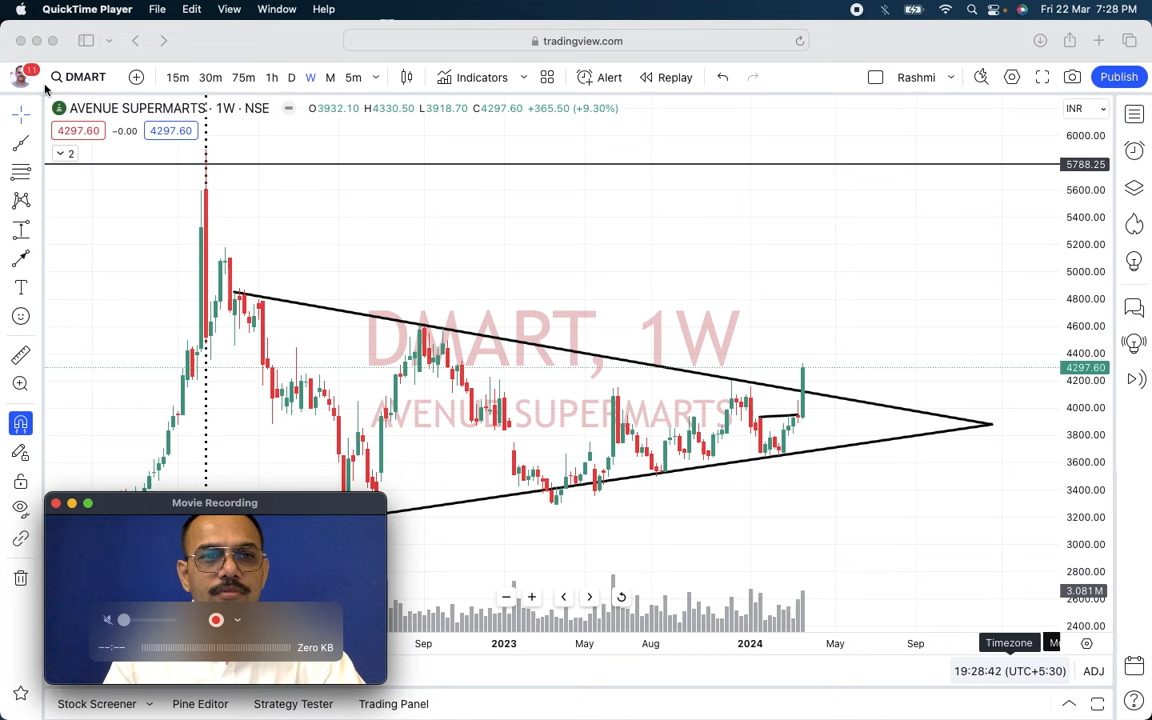 QuickTime Player File Edit View Window Help Fri 22 Mar 7:28 PM
tradingview.com
11 DMART 15m 30m 75m 1h D W M 5m Indicators Alert Replay Rashmi Publish
AVENUE SUPERMARTS · 1W · NSE O3932.10 H4330.50 L3918.70 C4297.60 +365.50 (+9.30%) INR
4297.60 -0.00 4297.60
2
6000.00
5788.25
5600.00
5400.00
5200.00
5000.00
4800.00
4600.00
4400.00
4297.60
4200.00
4000.00
3800.00
3600.00
3400.00
3200.00
3000.00
2800.00
3.081M
2600.00
2400.00
DMART, 1W
AVENUE SUPERMARTS
Movie Recording
--:-- Zero KB
Sep 2023 May Aug 2024 May Sep Timezone
19:28:42 (UTC+5:30) ADJ
Stock Screener Pine Editor Strategy Tester Trading Panel